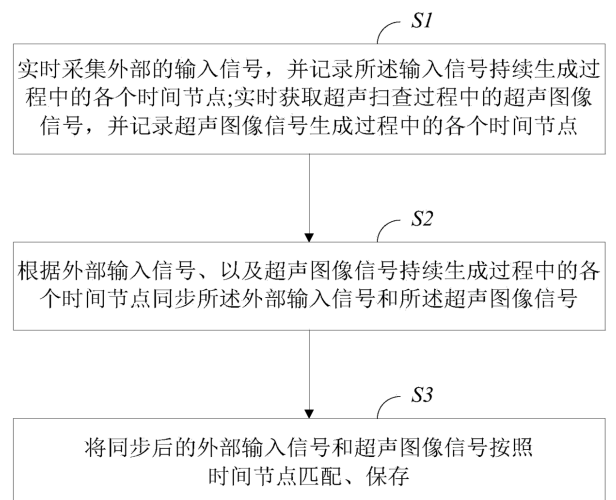 S1
实时采集外部的输入信号，并记录所述输入信号持续生成过
程中的各个时间节点;实时获取超声扫查过程中的超声图像
信号，并记录超声图像信号生成过程中的各个时间节点
S2
根据外部输入信号、以及超声图像信号持续生成过程中的各
个时间节点同步所述外部输入信号和所述超声图像信号
S3
将同步后的外部输入信号和超声图像信号按照
时间节点匹配、保存